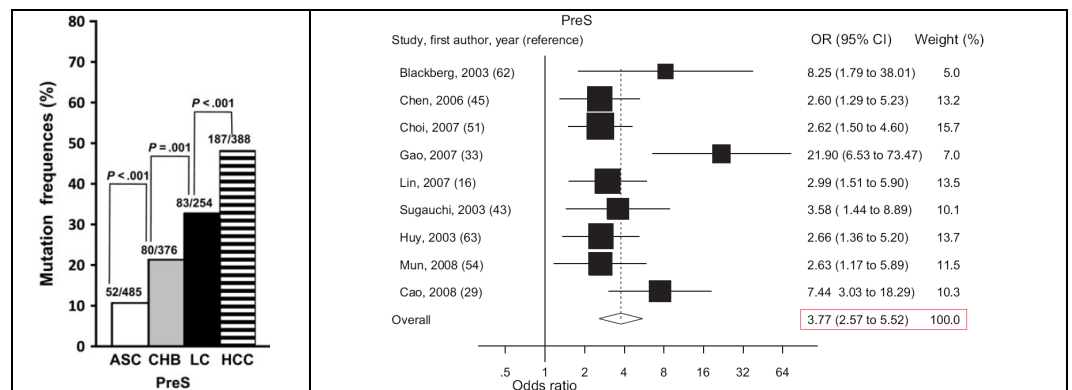 Mutation frequences (%)
80
70
60
50
40
30
20
10
0
P <.001
187/388
P = .001
P <.001
83/254
80/376
52/485
ASC CHB LC HCC
PreS
PreS
Study, first author, year (reference) OR (95% CI) Weight (%)
Blackberg, 2003 (62) 8.25 (1.79 to 38.01) 5.0
Chen, 2006 (45) 2.60 (1.29 to 5.23) 13.2
Choi, 2007 (51) 2.62 (1.50 to 4.60) 15.7
Gao, 2007 (33) 21.90 (6.53 to 73.47) 7.0
Lin, 2007 (16) 2.99 (1.51 to 5.90) 13.5
Sugauchi, 2003 (43) 3.58 ( 1.44 to 8.89) 10.1
Huy, 2003 (63) 2.66 (1.36 to 5.20) 13.7
Mun, 2008 (54) 2.63 (1.17 to 5.89) 11.5
Cao, 2008 (29) 7.44 3.03 to 18.29) 10.3
Overall 3.77 (2.57 to 5.52) 100.0
.5 1 2 4 8 16 32 64
Odds ratio